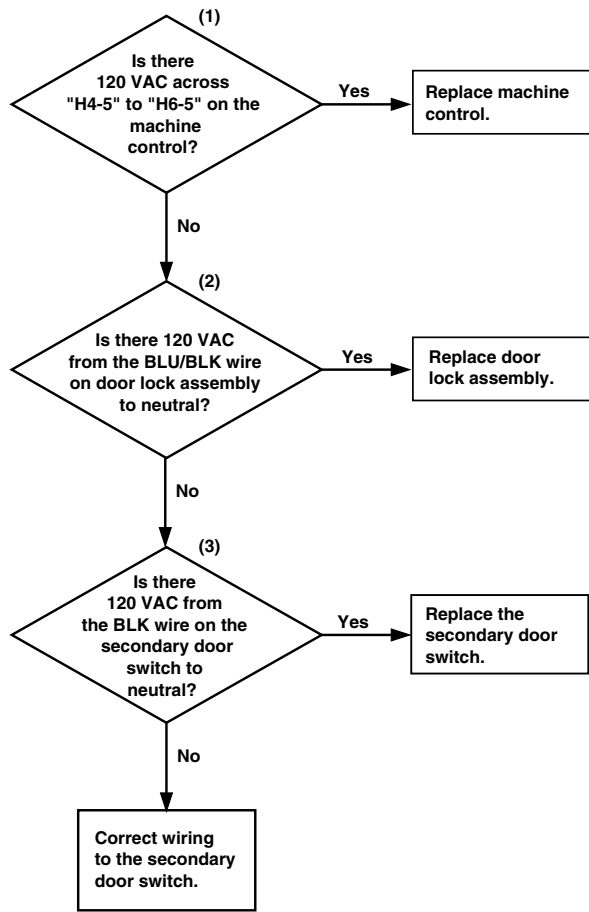 (1)
Is there
120 VAC across
"H4-5" to "H6-5" on the
machine
control?
Yes
Replace machine
control.
No
(2)
Is there 120 VAC
from the BLU/BLK wire
on door lock assembly
to neutral?
Yes
Replace door
lock assembly.
No
(3)
Is there
120 VAC from
the BLK wire on the
secondary door
switch to
neutral?
Yes
Replace the
secondary door
switch.
No
Correct wiring
to the secondary
door switch.